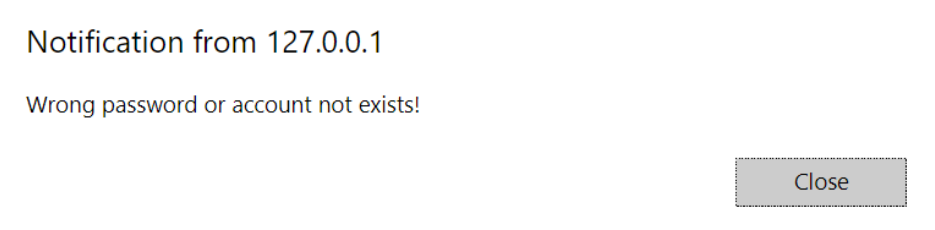 Notification from 127.0.0.1
Wrong password or account not exists!
Close